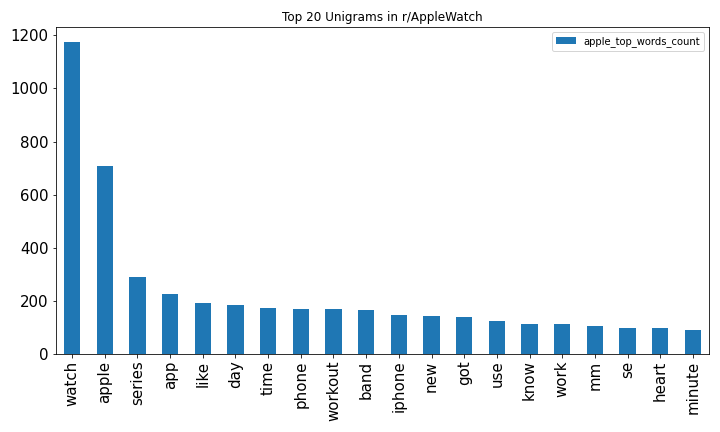 Top 20 Unigrams in r/AppleWatch
apple_top_words_count
1200
1000
800
600
400
200
0
watch
apple
series
app
like
day
time
phone
workout
band
iphone
new
got
use
know
work
mm
se
heart
minute